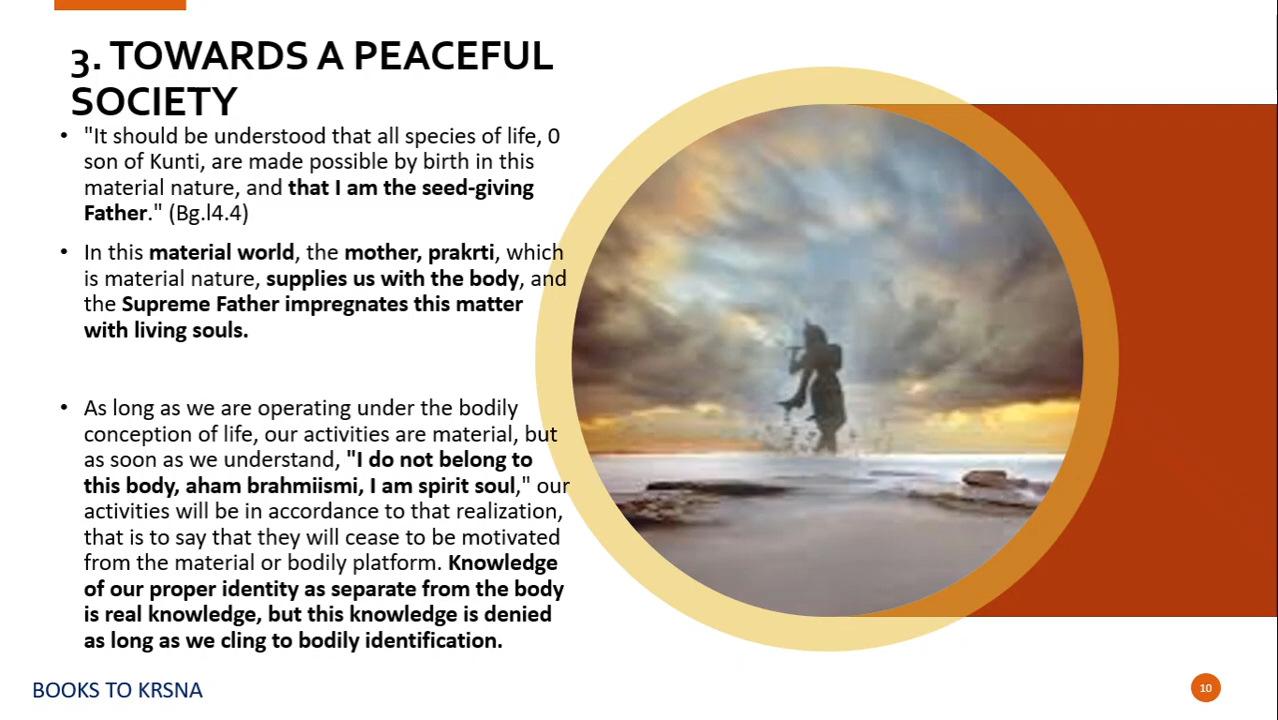 3. TOWARDS A PEACEFUL
SOCIETY
• "It should be understood that all species of life, 0
son of Kunti, are made possible by birth in this
material nature, and that I am the seed-giving
Father." (Bg.l4.4)
• In this material world, the mother, prakrti, which
is material nature, supplies us with the body, and
the Supreme Father impregnates this matter
with living souls.
• As long as we are operating under the bodily
conception of life, our activities are material, but
as soon as we understand, "I do not belong to
this body, aham brahmiismi, I am spirit soul," our
activities will be in accordance to that realization,
that is to say that they will cease to be motivated
from the material or bodily platform. Knowledge
of our proper identity as separate from the body
is real knowledge, but this knowledge is denied
as long as we cling to bodily identification.
BOOKS TO KRSNA
10